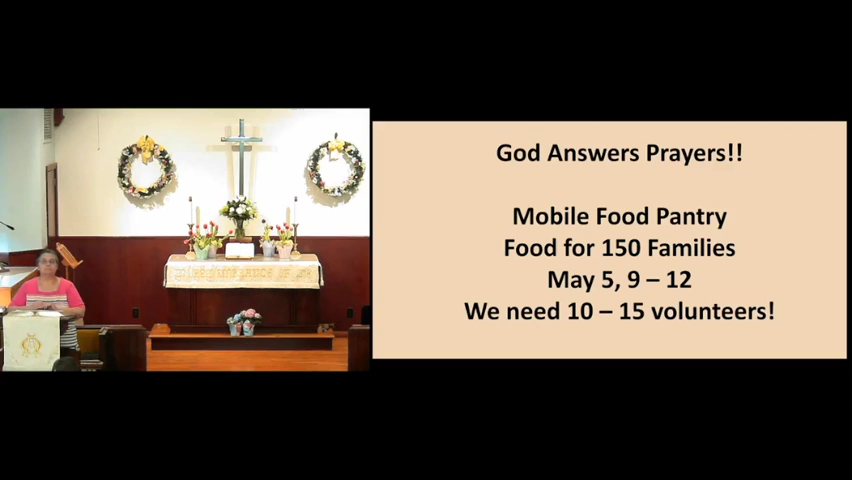 God Answers Prayers!!
Mobile Food Pantry
Food for 150 Families
May 5, 9 – 12
We need 10 – 15 volunteers!